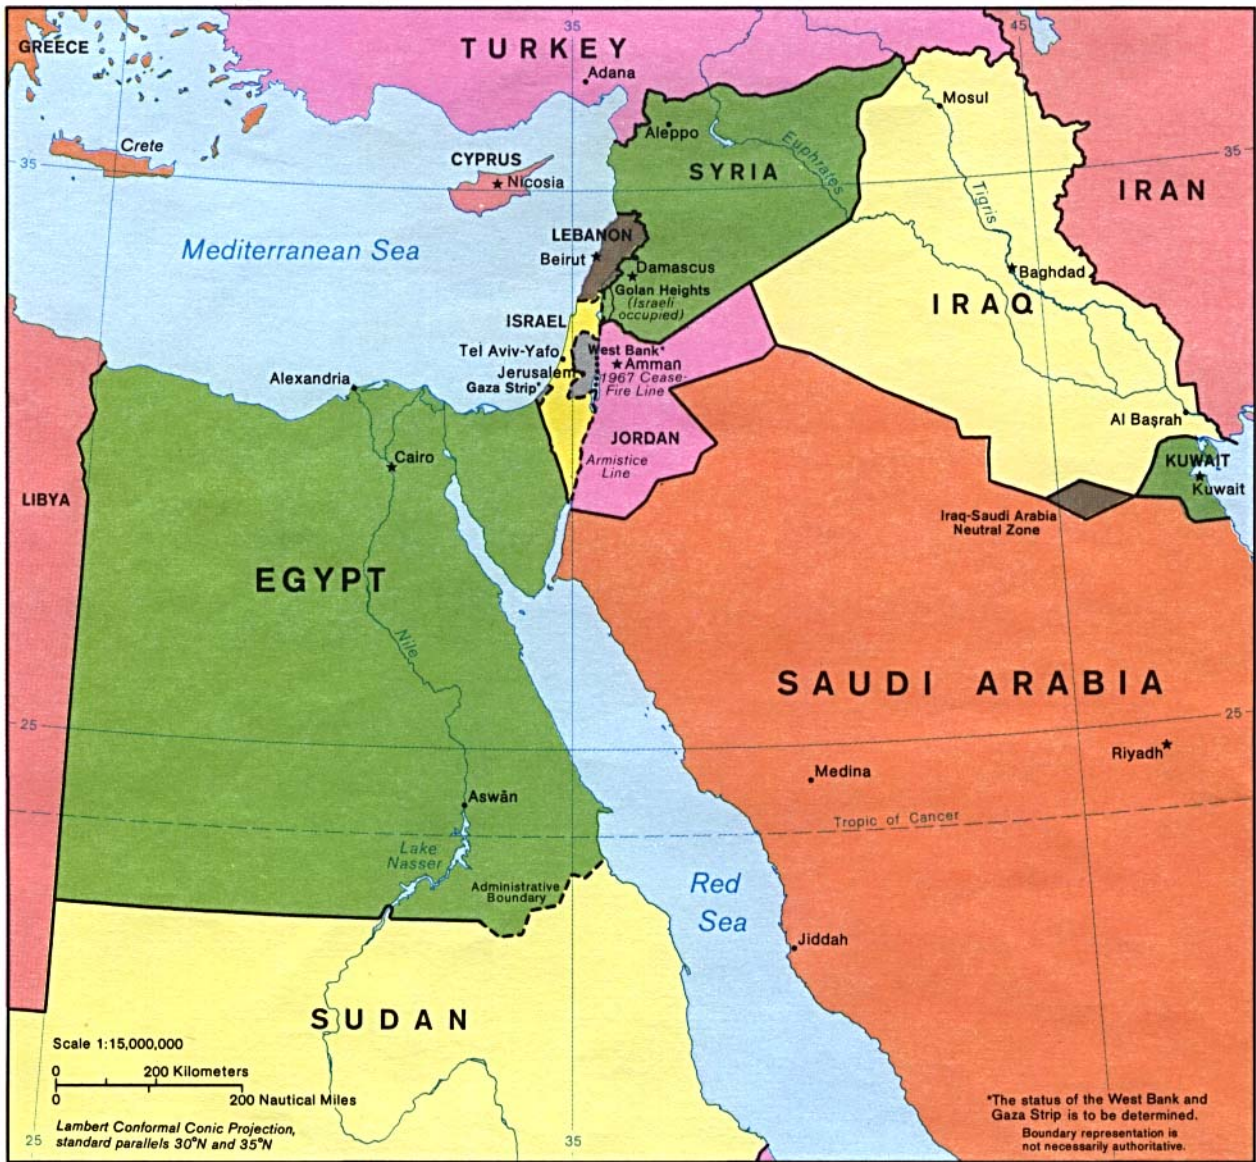 GREECE
TURKEY
35
45
Adana
Mosul
Aleppo
Crete
35
35
CYPRUS
Nicosia
SYRIA
Euphrates
Tigris
IRAN
Mediterranean Sea
LEBANON
Beirut
Damascus
Baghdad
Golan Heights
(Israeli
occupied)
IRAQ
ISRAEL
Tel Aviv-Yafo
West Bank*
Amman
Jerusalem
1967 Cease-
Fire Line
Gaza Strip*
Alexandria
Al Baṣrah
JORDAN
Armistice
Line
Cairo
KUWAIT
Kuwait
LIBYA
Iraq-Saudi Arabia
Neutral Zone
EGYPT
Nile
SAUDI ARABIA
25
25
Riyadh
Medina
Aswân
Tropic of Cancer
Lake
Nasser
Administrative
Boundary
Red
Sea
Jiddah
SUDAN
Scale 1:15,000,000
0 200 Kilometers
0 200 Nautical Miles
Lambert Conformal Conic Projection,
standard parallels 30°N and 35°N
25
35
*The status of the West Bank and
Gaza Strip is to be determined.
Boundary representation is
not necessarily authoritative.